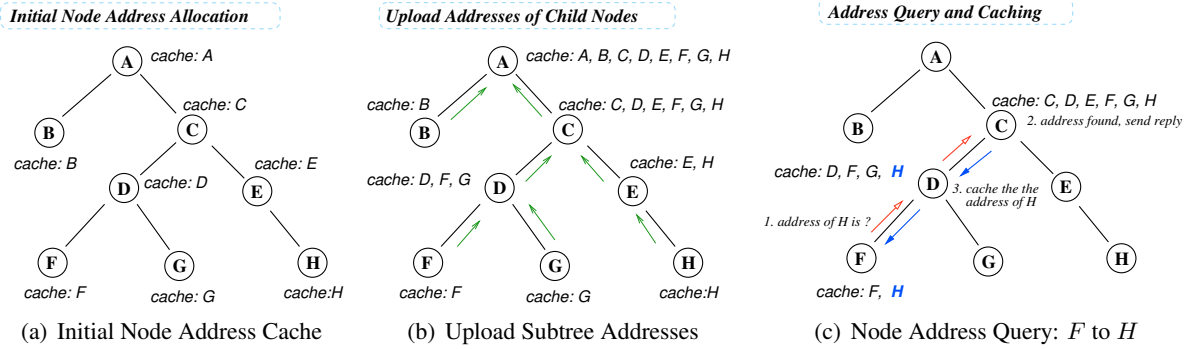 Initial Node Address Allocation
A
cache: A
cache: C
B
C
cache: B
cache: E
D
cache: D
E
F
G
H
cache: F
cache: G
cache:H
(a) Initial Node Address Cache
Upload Addresses of Child Nodes
A
cache: A, B, C, D, E, F, G, H
cache: B
cache: C, D, E, F, G, H
B
C
cache: E, H
cache: D, F, G
D
E
F
G
H
cache: F
cache: G
cache:H
(b) Upload Subtree Addresses
Address Query and Caching
A
cache: C, D, E, F, G, H
B
C
2. address found, send reply
cache: D, F, G, H
D
3. cache the the
address of H
E
1. address of H is ?
F
G
H
cache: F, H
(c) Node Address Query: F to H